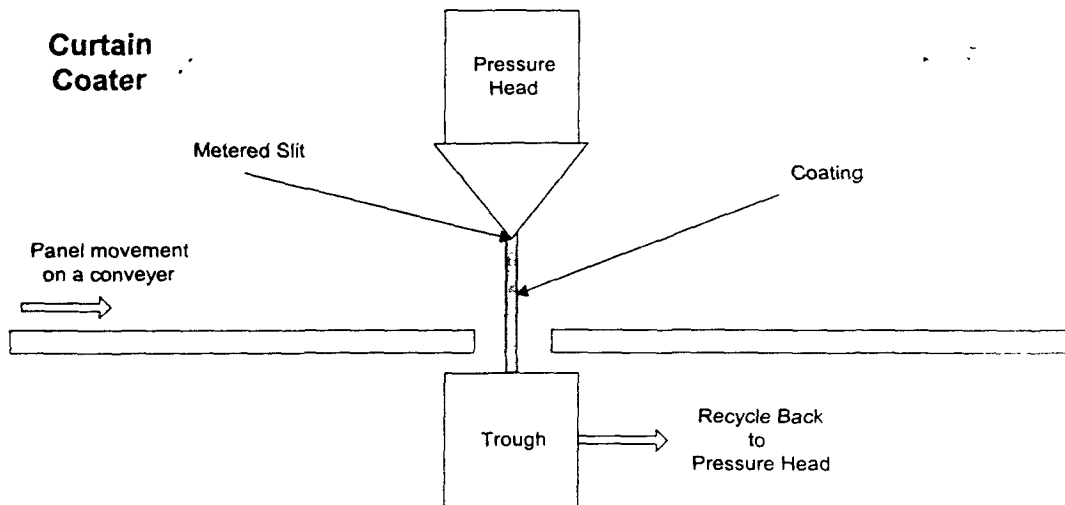 Curtain
Coater
Pressure
Head
Metered Slit
Coating
Panel movement
on a conveyer
Trough
Recycle Back
to
Pressure Head